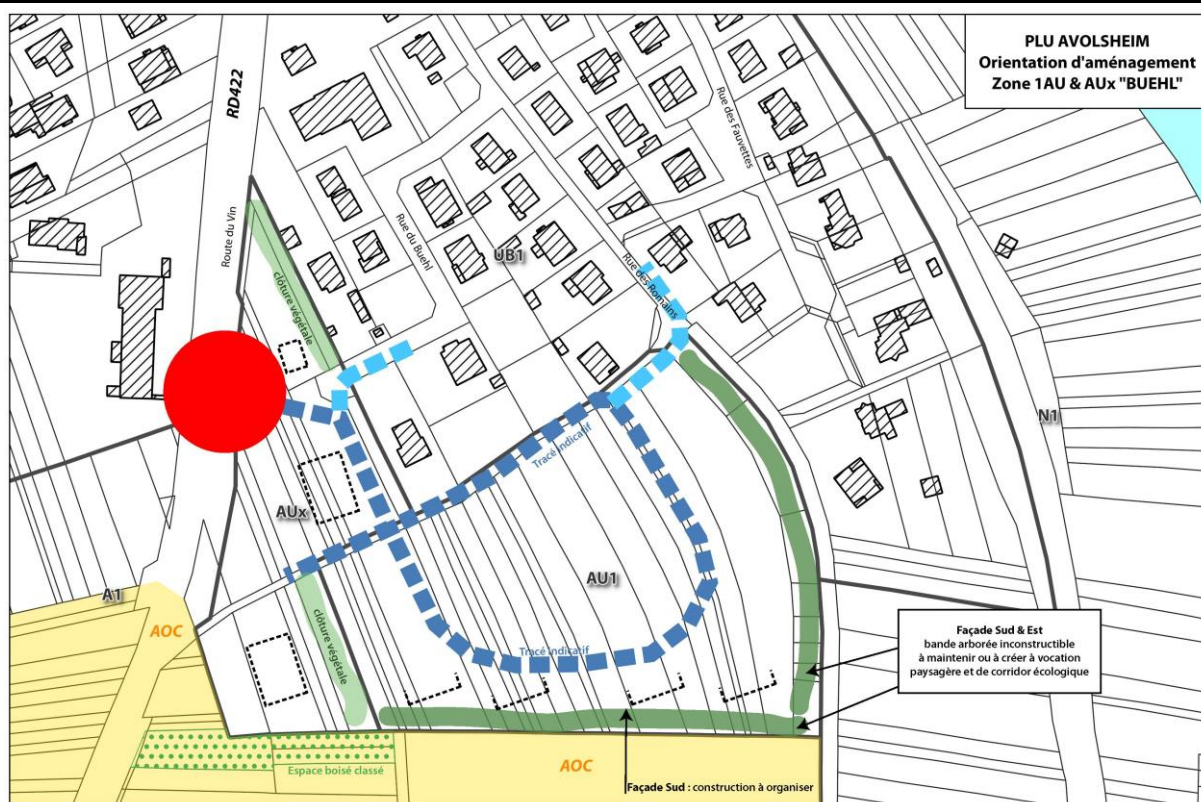 PLU AVOLSHEIM
Orientation d'aménagement
Zone 1AU & AUx "BUEHL"
RD422
Route du Vin
Rue des Fauvettes
Rue du Buehl
UB1
Rue des Romains
clôture végétale
N1
Tracé indicatif
AUx
AU1
A1
AOC
clôture végétale
Tracé indicatif
Façade Sud & Est
bande arborée inconstructible
à maintenir ou à créer à vocation
paysagère et de corridor écologique
Espace boisé classé
AOC
Façade Sud : construction à organiser